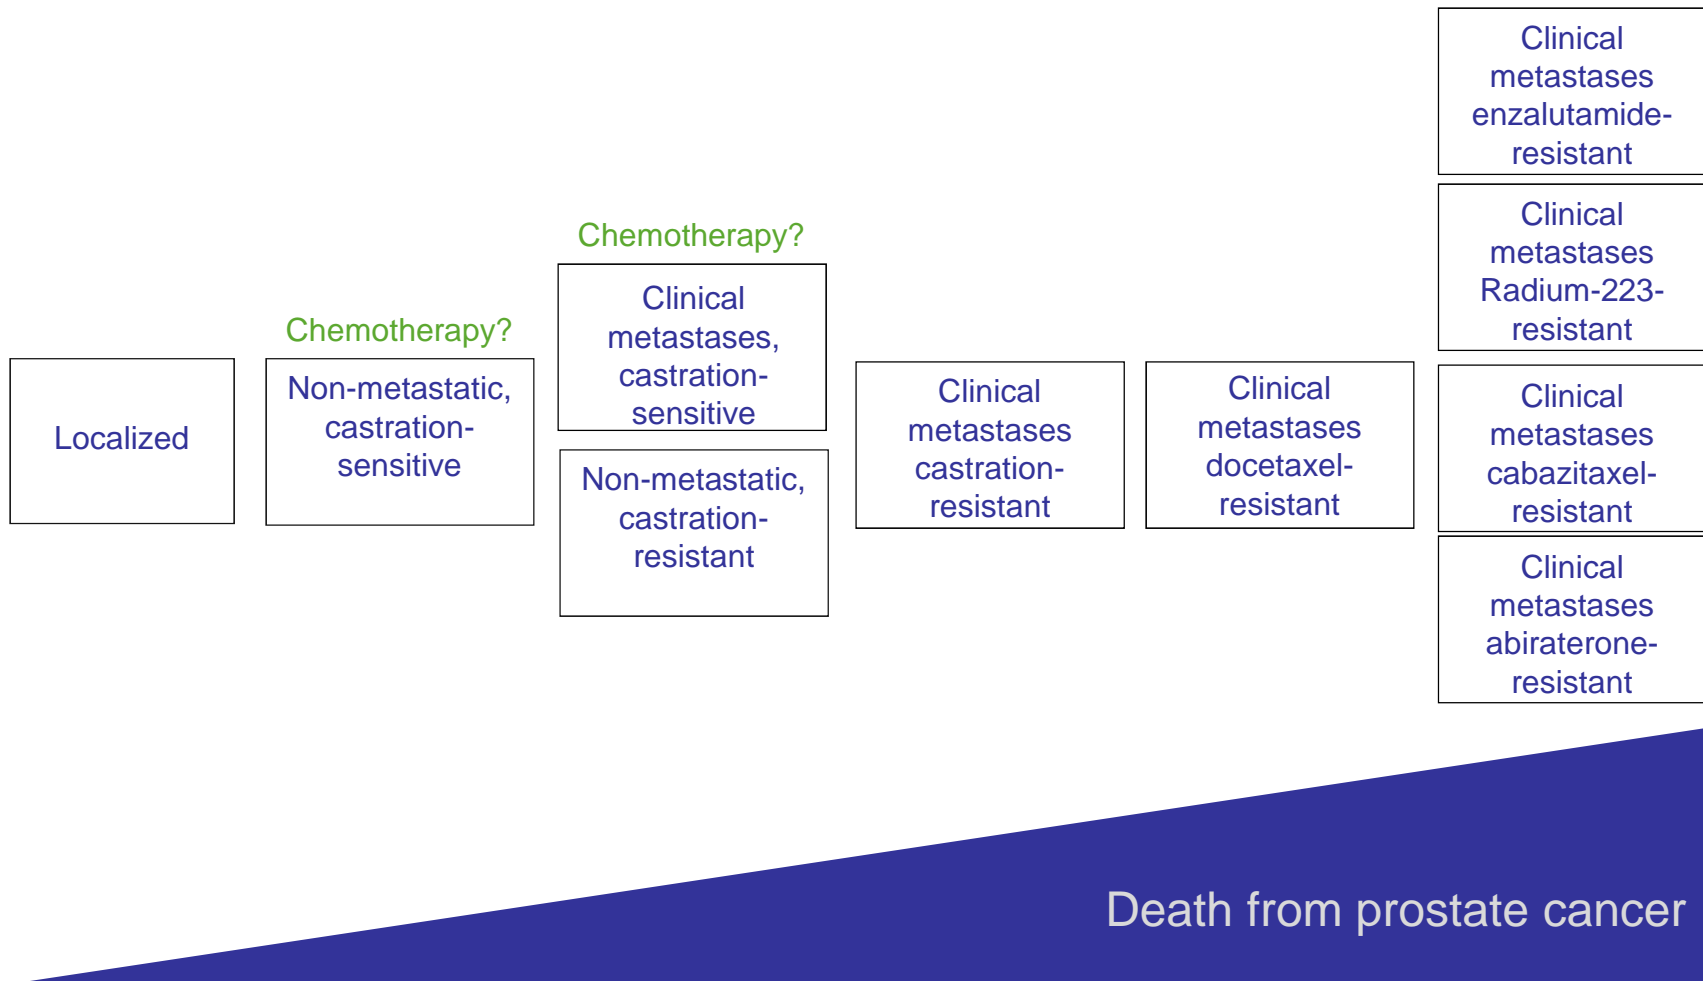 Localized
Chemotherapy?
Non-metastatic,
castration-
sensitive
Chemotherapy?
Clinical
metastases,
castration-
sensitive
Non-metastatic,
castration-
resistant
Clinical
metastases
castration-
resistant
Clinical
metastases
docetaxel-
resistant
Clinical
metastases
enzalutamide-
resistant
Clinical
metastases
Radium-223-
resistant
Clinical
metastases
cabazitaxel-
resistant
Clinical
metastases
abiraterone-
resistant
Death from prostate cancer